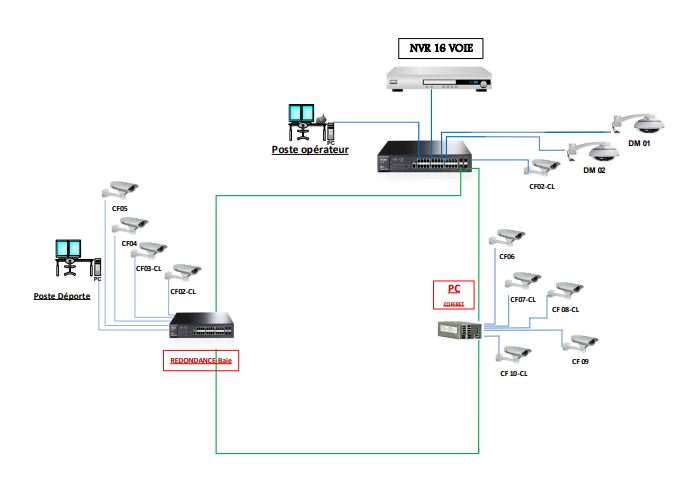 NVR 16 VOIE
PC
Poste opérateur
DM 01
DM 02
CF02-CL
CF05
CF04
CF03-CL
CF02-CL
PC
Poste Déporte
REDONDANCE-Baie
CF06
PC
COFFRET
CF07-CL
CF 08-CL
CF 09
CF 10-CL